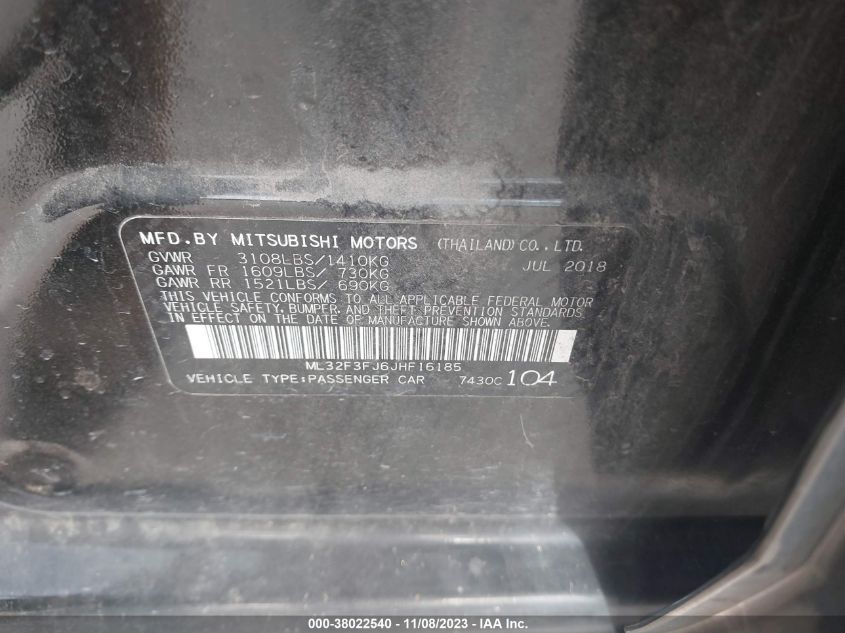 MFD.BY MITSUBISHI MOTORS (THAILAND)CO.,LTD.
GVWR 3108LBS/1410KG JUL 2018
GAWR FR 1609LBS/ 730KG
GAWR RR 1521LBS/ 690KG
THIS VEHICLE CONFORMS TO ALL APPLICABLE FEDERAL MOTOR
VEHICLE SAFETY, BUMPER, AND THEFT PREVENTION STANDARDS
IN EFFECT ON THE DATE OF MANUFACTURE SHOWN ABOVE.
ML32F3FJ6JHF16185
VEHICLE TYPE:PASSENGER CAR 7430C 104
000-38022540 - 11/08/2023 - IAA Inc.